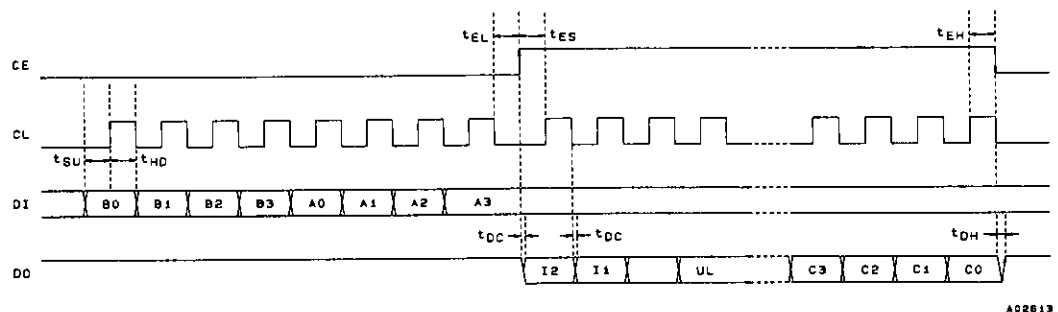 tEL tES tEH
CE
CL
tSU tHD
DI B0 B1 B2 B3 A0 A1 A2 A3
tDC tDC tDH
DO I2 I1 UL C3 C2 C1 C0
A02613